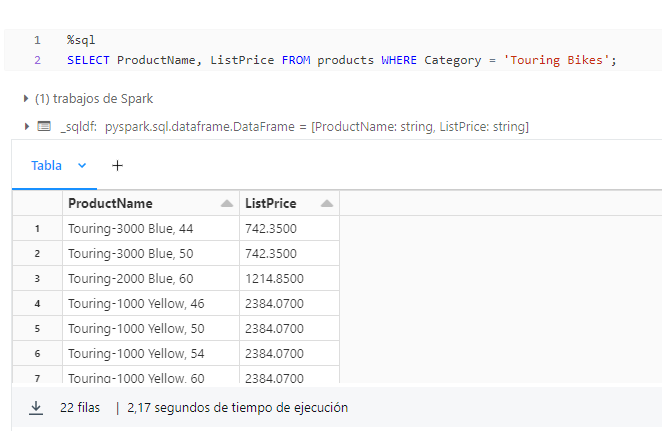 1 %sql
2 SELECT ProductName, ListPrice FROM products WHERE Category = 'Touring Bikes';
(1) trabajos de Spark
_sqldf: pyspark.sql.dataframe.DataFrame = [ProductName: string, ListPrice: string]
Tabla +
ProductName ListPrice
1 Touring-3000 Blue, 44 742.3500
2 Touring-3000 Blue, 50 742.3500
3 Touring-2000 Blue, 60 1214.8500
4 Touring-1000 Yellow, 46 2384.0700
5 Touring-1000 Yellow, 50 2384.0700
6 Touring-1000 Yellow, 54 2384.0700
7 Touring-1000 Yellow, 60 2384.0700
22 filas | 2,17 segundos de tiempo de ejecución